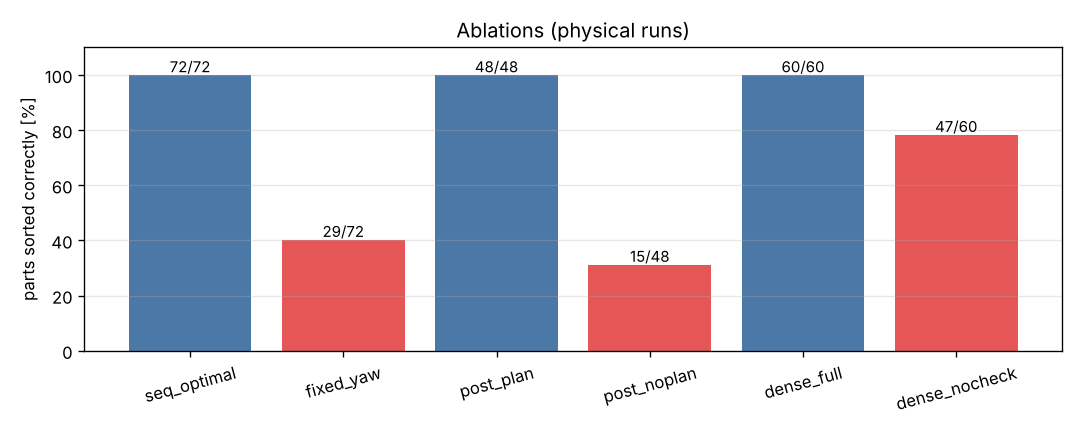 Ablations (physical runs)
parts sorted correctly [%]
100
80
60
40
20
0
72/72
29/72
48/48
15/48
60/60
47/60
seq_optimal
fixed_yaw
post_plan
post_noplan
dense_full
dense_nocheck